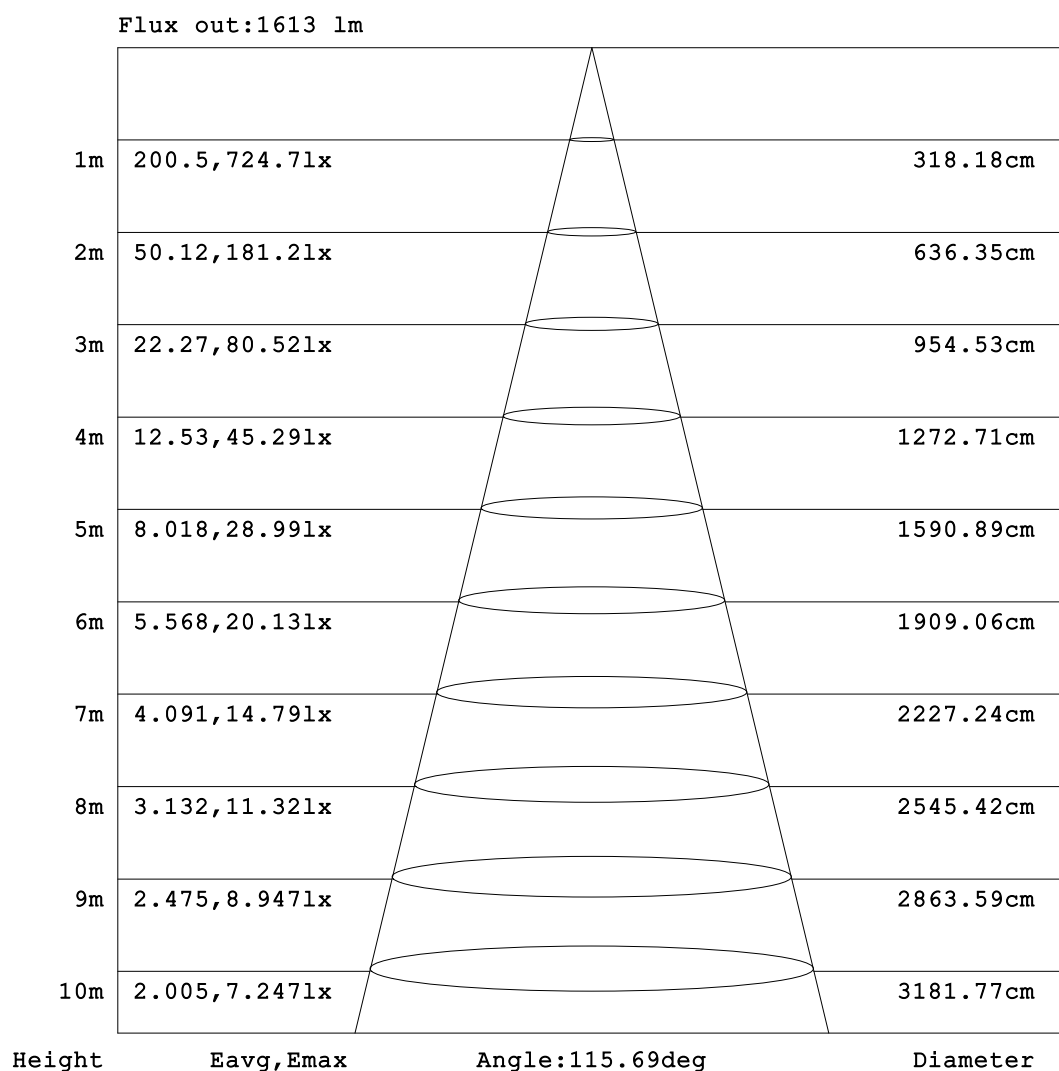 Flux out:1613 lm
1m 200.5,724.7lx 318.18cm
2m 50.12,181.2lx 636.35cm
3m 22.27,80.52lx 954.53cm
4m 12.53,45.29lx 1272.71cm
5m 8.018,28.99lx 1590.89cm
6m 5.568,20.13lx 1909.06cm
7m 4.091,14.79lx 2227.24cm
8m 3.132,11.32lx 2545.42cm
9m 2.475,8.947lx 2863.59cm
10m 2.005,7.247lx 3181.77cm
Height Eavg,Emax Angle:115.69deg Diameter